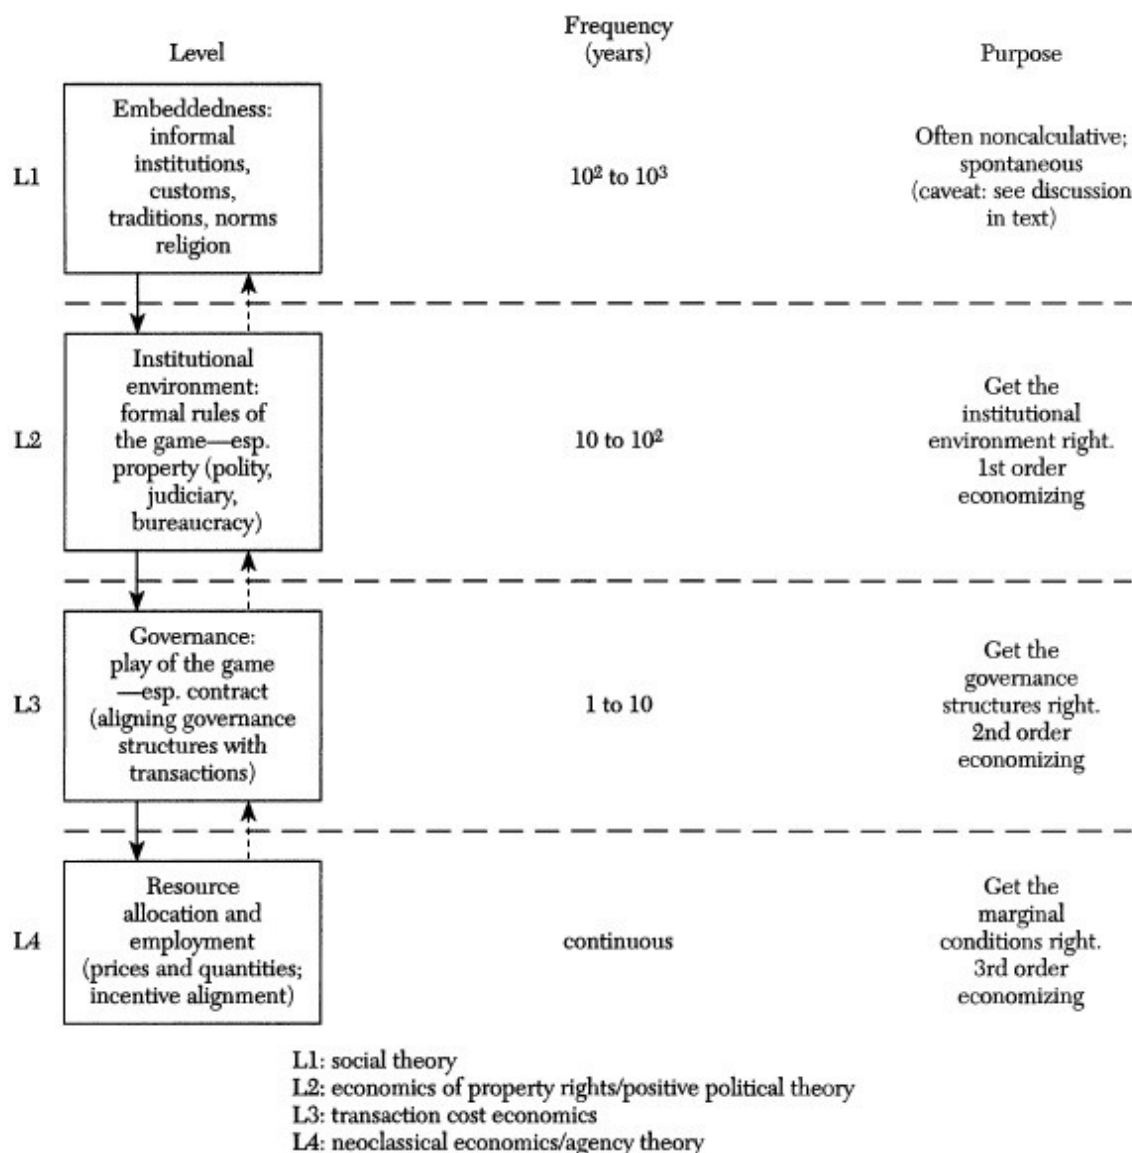 Level
Frequency
(years)
Purpose
L1
Embeddedness:
informal
institutions,
customs,
traditions, norms
religion
10² to 10³
Often noncalculative;
spontaneous
(caveat: see discussion
in text)
L2
Institutional
environment:
formal rules of
the game—esp.
property (polity,
judiciary,
bureaucracy)
10 to 10²
Get the
institutional
environment right.
1st order
economizing
L3
Governance:
play of the game
—esp. contract
(aligning governance
structures with
transactions)
1 to 10
Get the
governance
structures right.
2nd order
economizing
L4
Resource
allocation and
employment
(prices and quantities;
incentive alignment)
continuous
Get the
marginal
conditions right.
3rd order
economizing
L1: social theory
L2: economics of property rights/positive political theory
L3: transaction cost economics
L4: neoclassical economics/agency theory